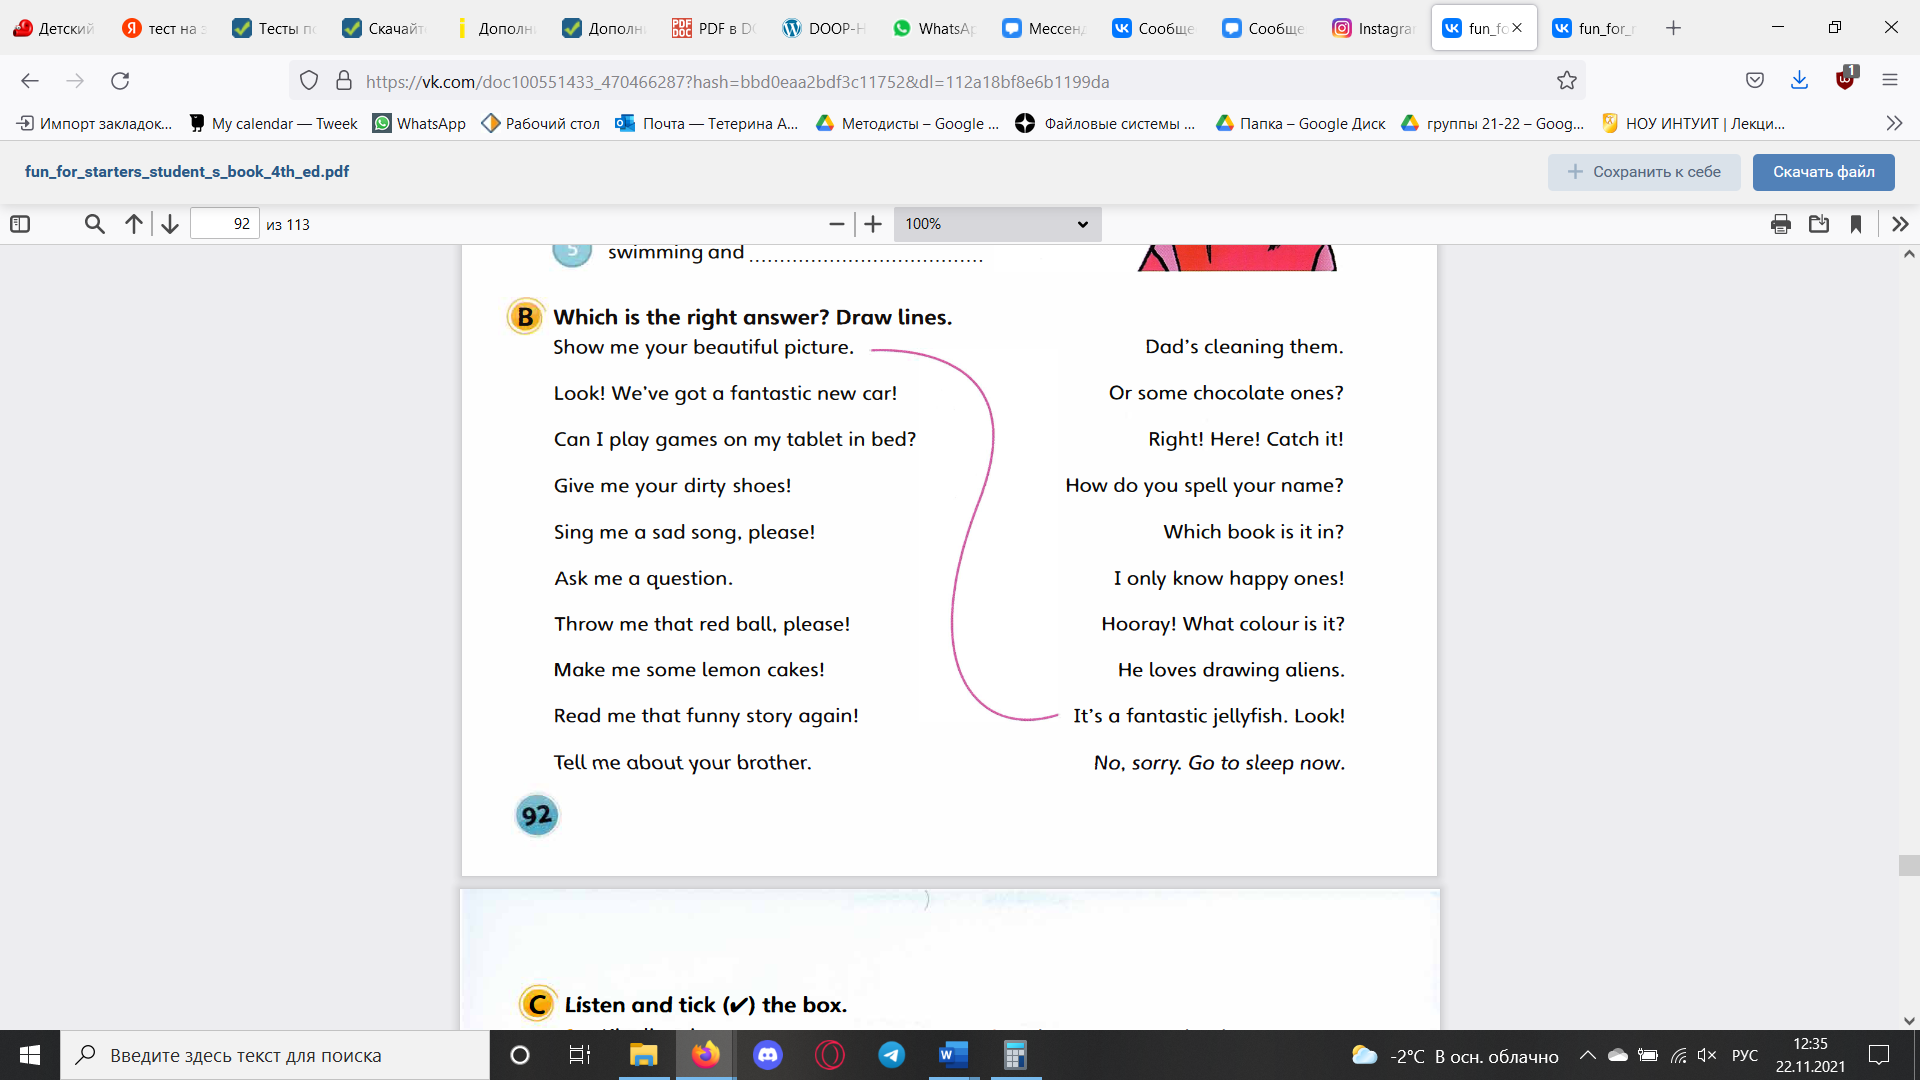 Детский
тест на з
Тесты по
Скачайте
Дополни
Дополни
PDF в DO
DOOP-H
WhatsAp
Мессенд
Сообще
Сообще
Instagra
fun_fo
fun_for_r
https://vk.com/doc100551433_470466287?hash=bbd0eaa2bdf3c11752&dl=112a18bf8e6b1199da
1
Импорт закладок...
My calendar — Tweek
WhatsApp
Рабочий стол
Почта — Тетерина А...
Методисты – Google ...
Файловые системы ...
Папка – Google Диск
группы 21-22 – Goog...
НОУ ИНТУИТ | Лекци...
fun_for_starters_student_s_book_4th_ed.pdf
Сохранить к себе
Скачать файл
92 из 113
100%
5 swimming and ......................................
B Which is the right answer? Draw lines.
Show me your beautiful picture. Dad's cleaning them.
Look! We've got a fantastic new car! Or some chocolate ones?
Can I play games on my tablet in bed? Right! Here! Catch it!
Give me your dirty shoes! How do you spell your name?
Sing me a sad song, please! Which book is it in?
Ask me a question. I only know happy ones!
Throw me that red ball, please! Hooray! What colour is it?
Make me some lemon cakes! He loves drawing aliens.
Read me that funny story again! It's a fantastic jellyfish. Look!
Tell me about your brother. No, sorry. Go to sleep now.
92
C Listen and tick (✔) the box.
Введите здесь текст для поиска
-2°C В осн. облачно
РУС
12:35
22.11.2021